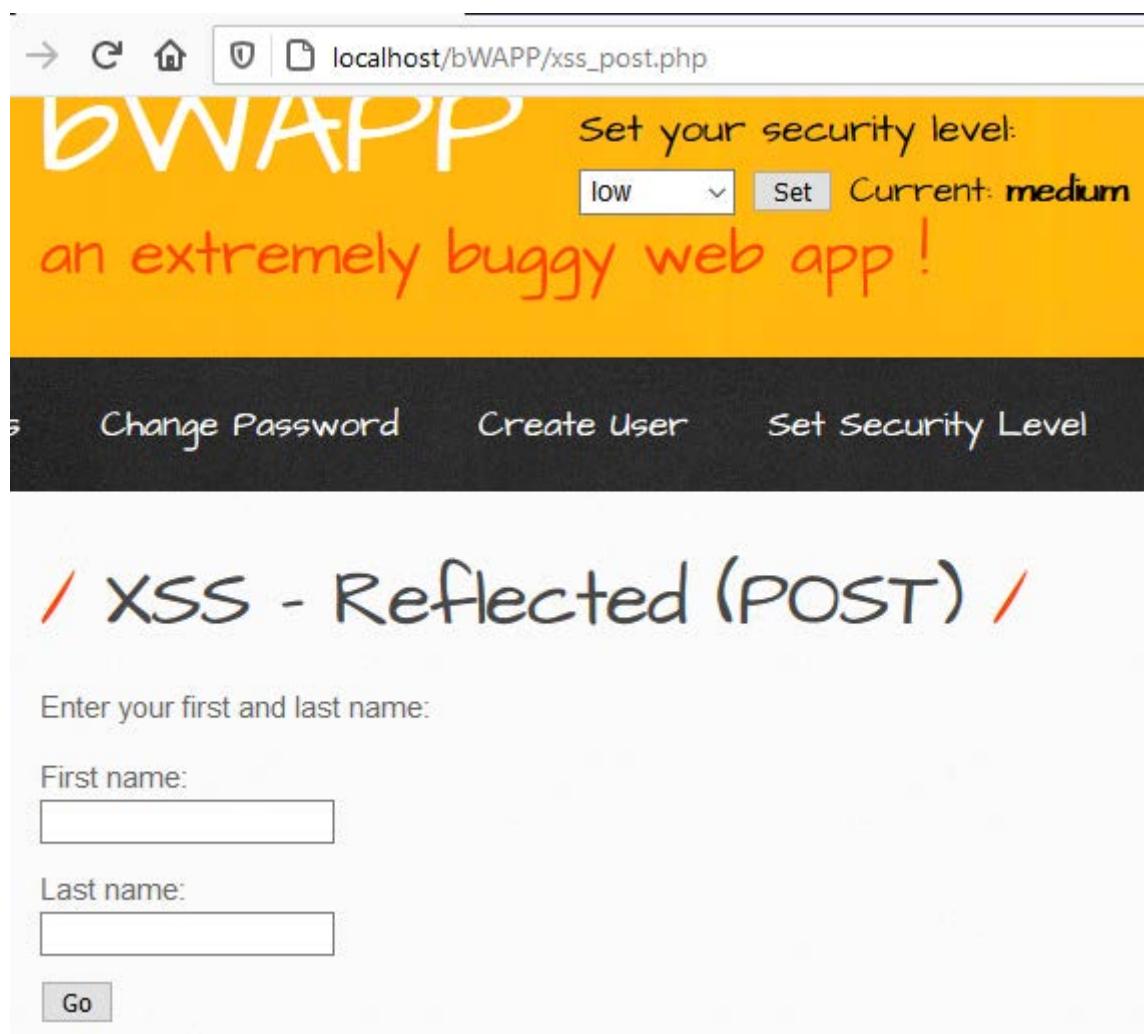 localhost/bWAPP/xss_post.php
bWAPP
Set your security level:
low Set Current: medium
an extremely buggy web app !
s Change Password Create User Set Security Level
/ XSS - Reflected (POST) /
Enter your first and last name:
First name:
Last name:
Go